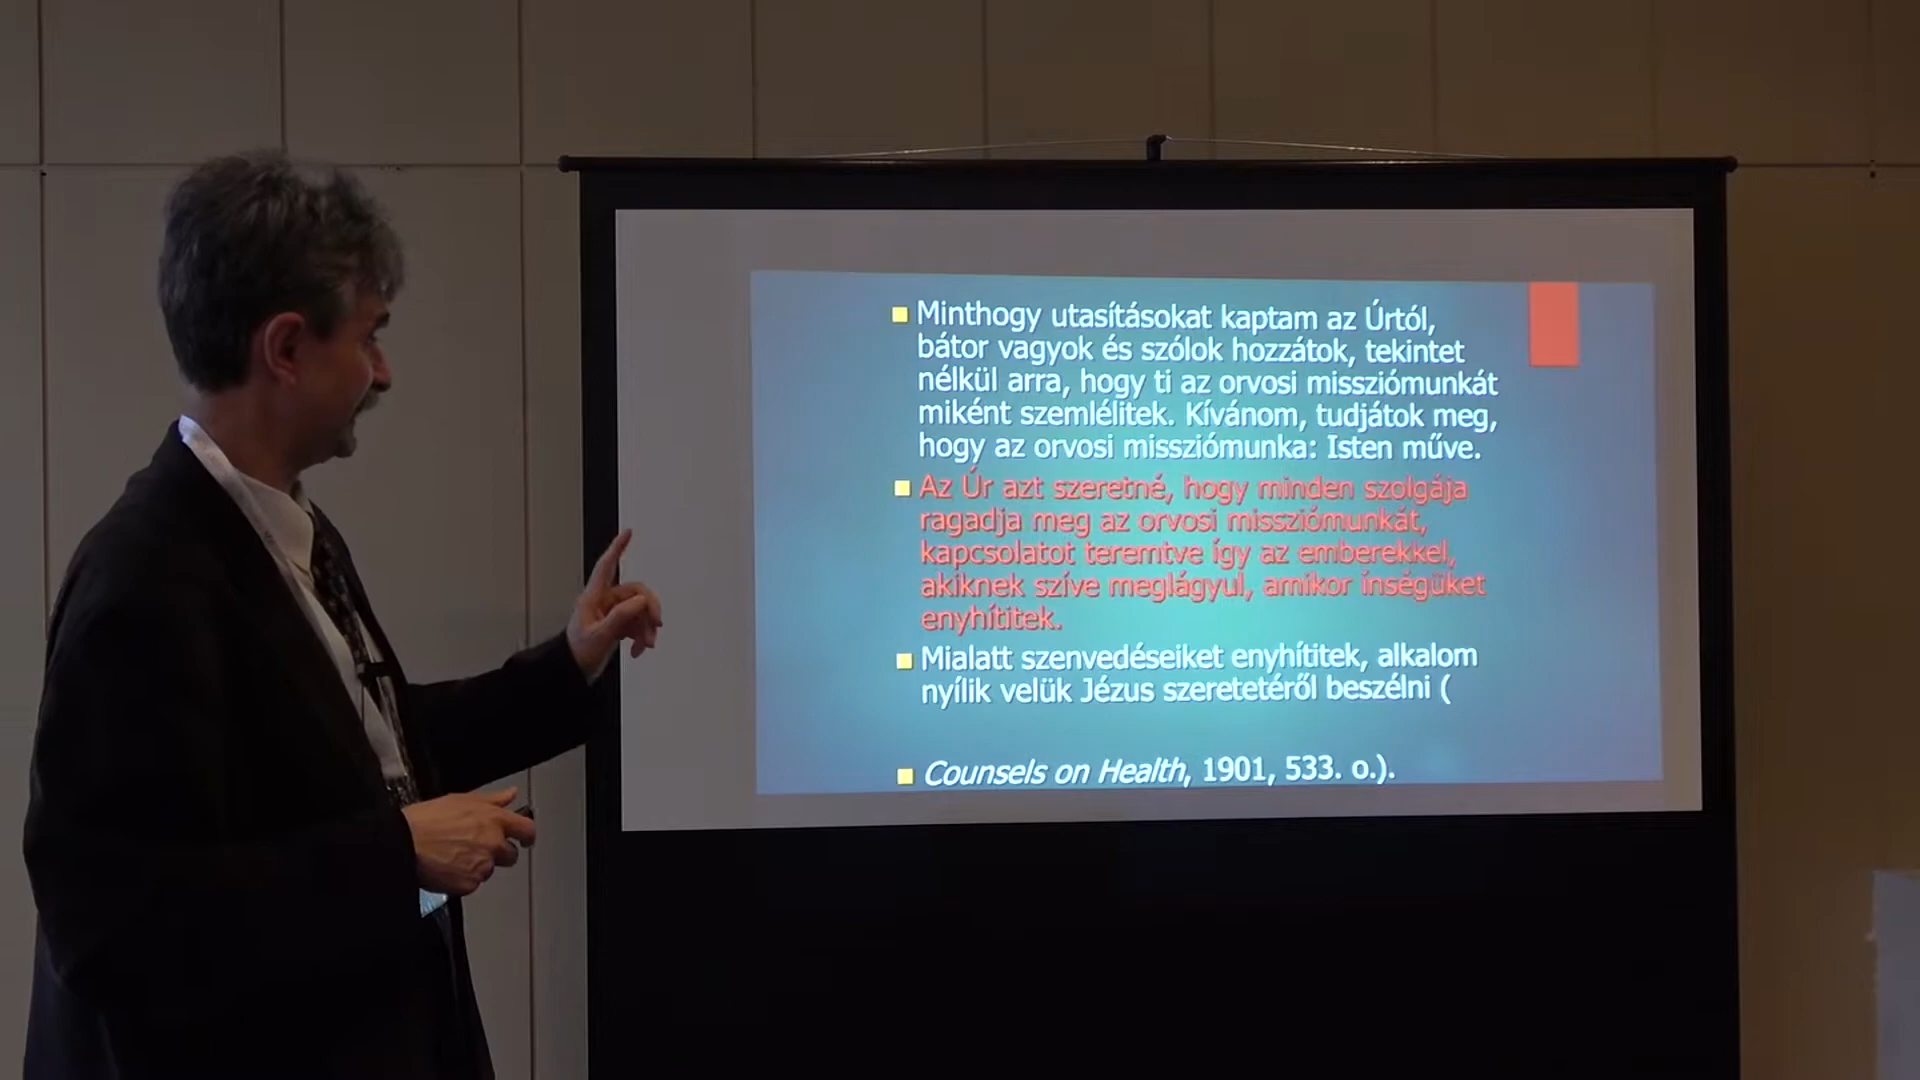 Minthogy utasításokat kaptam az Úrtól,
bátor vagyok és szólok hozzátok, tekintet
nélkül arra, hogy ti az orvosi missziómunkát
miként szemlélitek. Kívánom, tudjátok meg,
hogy az orvosi missziómunka: Isten műve.
Az Úr azt szeretné, hogy minden szolgája
ragadja meg az orvosi missziómunkát,
kapcsolatot teremtve így az emberekkel,
akiknek szíve meglágyul, amikor ínségüket
enyhítitek.
Mialatt szenvedéseiket enyhítitek, alkalom
nyílik velük Jézus szeretetéről beszélni (
Counsels on Health, 1901, 533. o.).